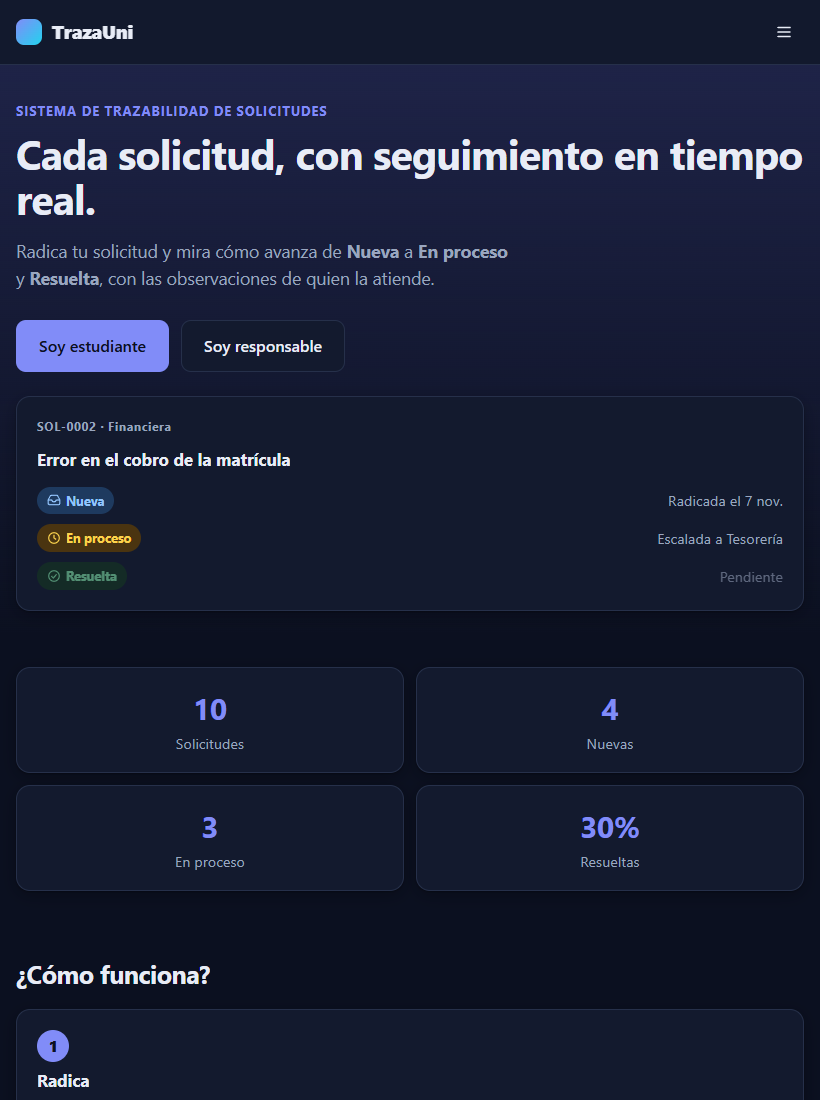 TrazaUni
SISTEMA DE TRAZABILIDAD DE SOLICITUDES
Cada solicitud, con seguimiento en tiempo
real.
Radica tu solicitud y mira cómo avanza de Nueva a En proceso
y Resuelta, con las observaciones de quien la atiende.
Soy estudiante
Soy responsable
SOL-0002 · Financiera
Error en el cobro de la matrícula
Nueva
Radicada el 7 nov.
En proceso
Escalada a Tesorería
Resuelta
Pendiente
10
Solicitudes
4
Nuevas
3
En proceso
30%
Resueltas
¿Cómo funciona?
1
Radica